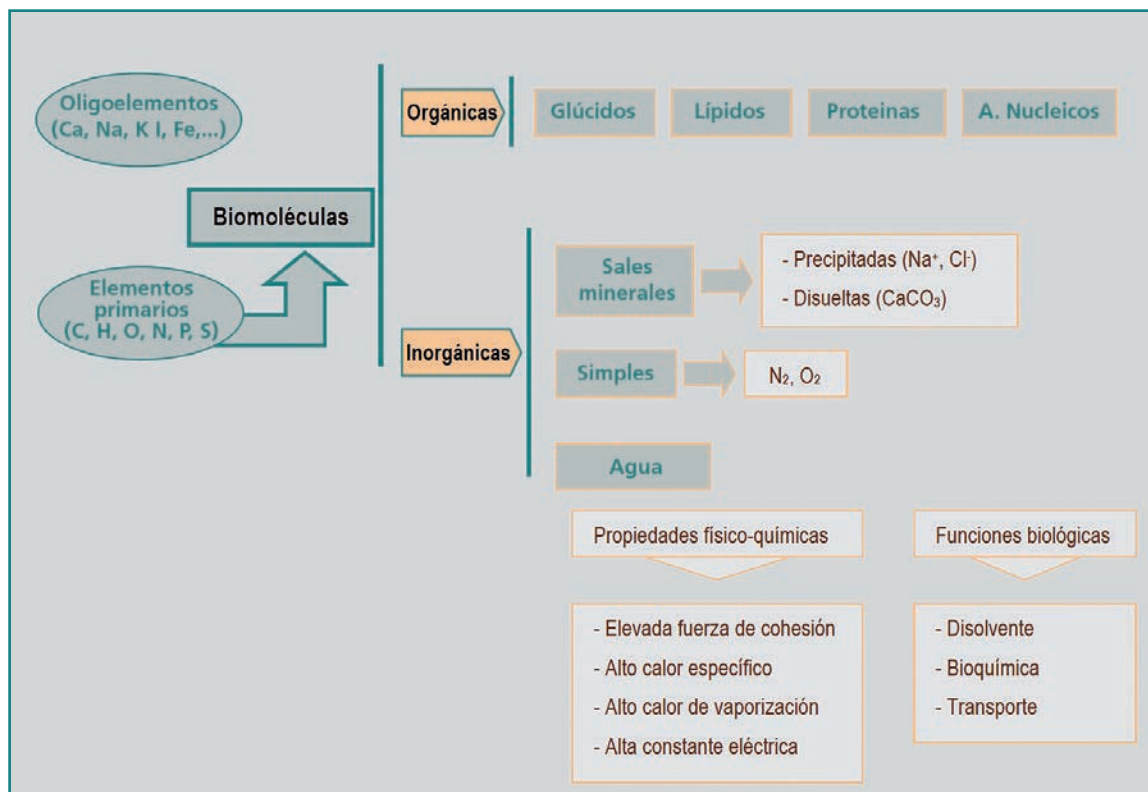 Oligoelementos
(Ca, Na, K I, Fe,...)
Biomoléculas
Elementos
primarios
(C, H, O, N, P, S)
Orgánicas
Glúcidos
Lípidos
Proteinas
A. Nucleicos
Inorgánicas
Sales
minerales
- Precipitadas (Na⁺, Cl⁻)
- Disueltas (CaCO₃)
Simples
N₂, O₂
Agua
Propiedades físico-químicas
- Elevada fuerza de cohesión
- Alto calor específico
- Alto calor de vaporización
- Alta constante eléctrica
Funciones biológicas
- Disolvente
- Bioquímica
- Transporte